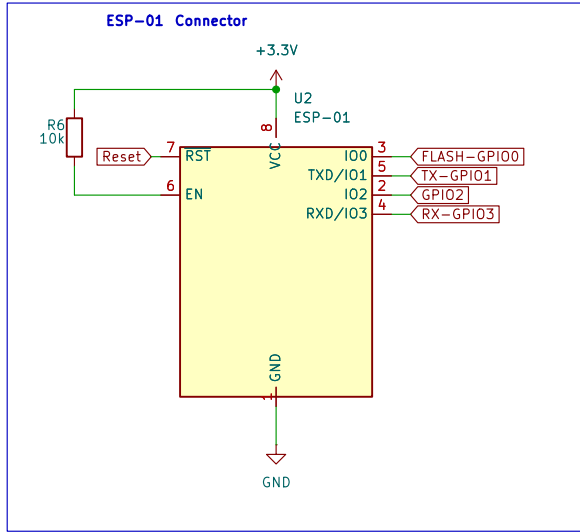 ESP-01 Connector
+3.3V
U2
ESP-01
R6
10k
8
VCC
Reset
7
RST
6
EN
IO0
3
FLASH-GPIO0
TXD/IO1
5
TX-GPIO1
IO2
2
GPIO2
RXD/IO3
4
RX-GPIO3
GND
1
GND